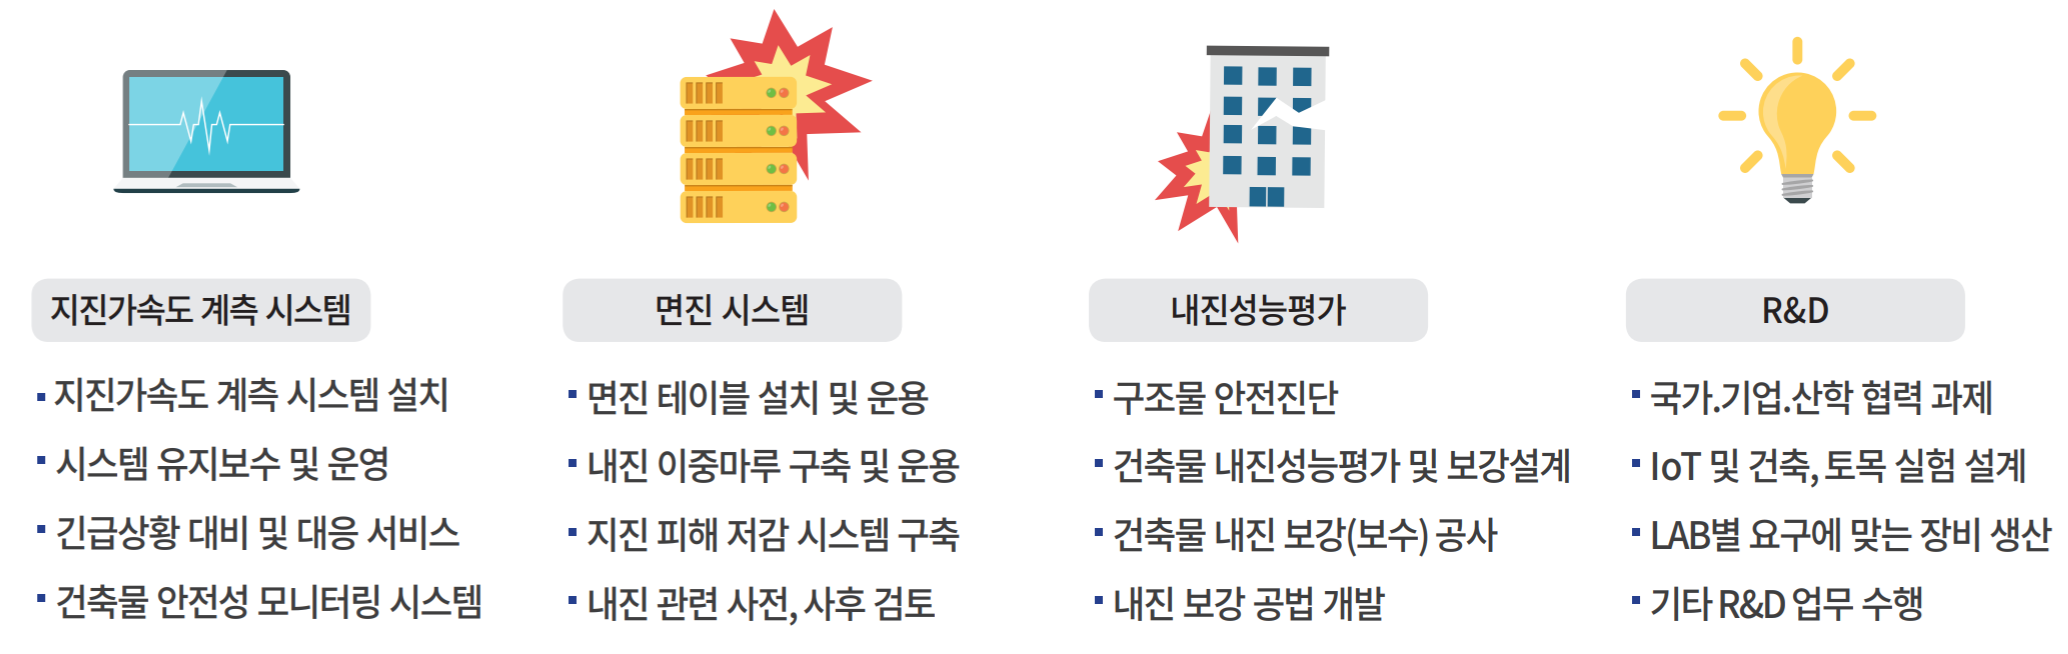 지진가속도 계측 시스템
지진가속도 계측 시스템 설치
시스템 유지보수 및 운영
긴급상황 대비 및 대응 서비스
건축물 안전성 모니터링 시스템
면진 시스템
면진 테이블 설치 및 운용
내진 이중마루 구축 및 운용
지진 피해 저감 시스템 구축
내진 관련 사전, 사후 검토
내진성능평가
구조물 안전진단
건축물 내진성능평가 및 보강설계
건축물 내진 보강(보수) 공사
내진 보강 공법 개발
R&D
국가.기업.산학 협력 과제
IoT 및 건축, 토목 실험 설계
LAB별 요구에 맞는 장비 생산
기타 R&D 업무 수행